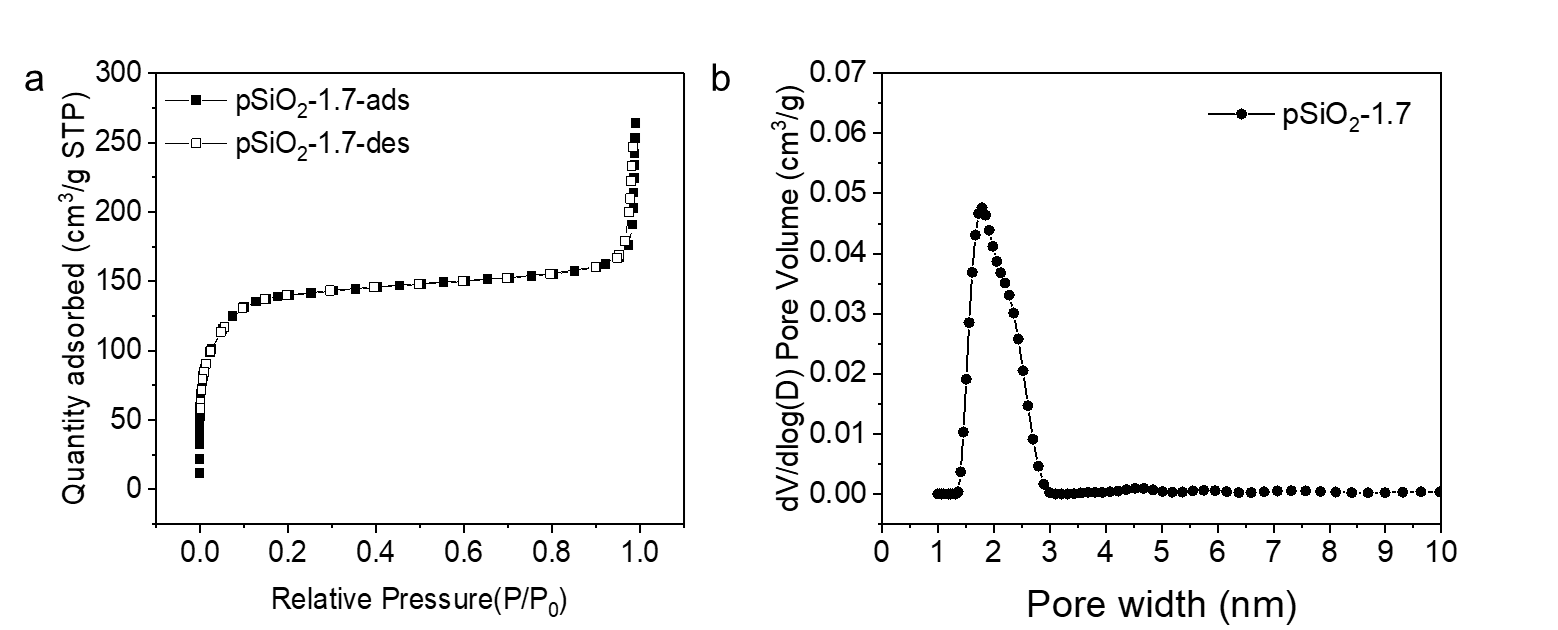 a
300
250
200
150
100
50
0
Quantity adsorbed (cm³/g STP)
pSiO₂-1.7-ads
pSiO₂-1.7-des
0.0 0.2 0.4 0.6 0.8 1.0
Relative Pressure(P/P₀)
b
0.07
0.06
0.05
0.04
0.03
0.02
0.01
0.00
dV/dlog(D) Pore Volume (cm³/g)
pSiO₂-1.7
0 1 2 3 4 5 6 7 8 9 10
Pore width (nm)